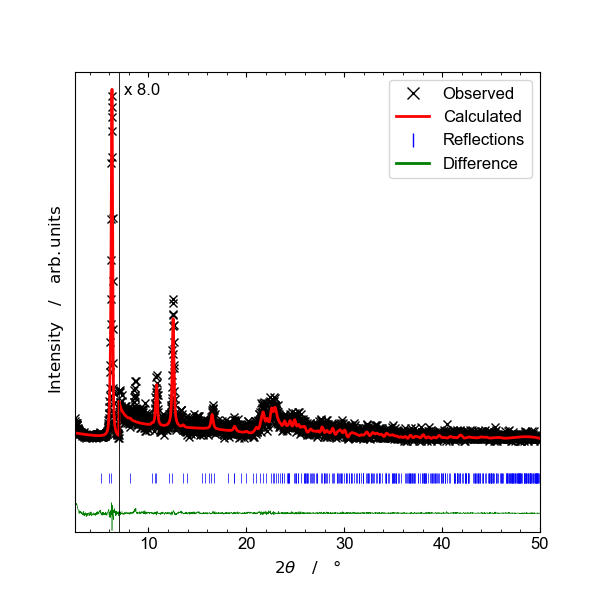 x 8.0
Observed
Calculated
Reflections
Difference
Intensity / arb. units
10 20 30 40 50
2θ / °